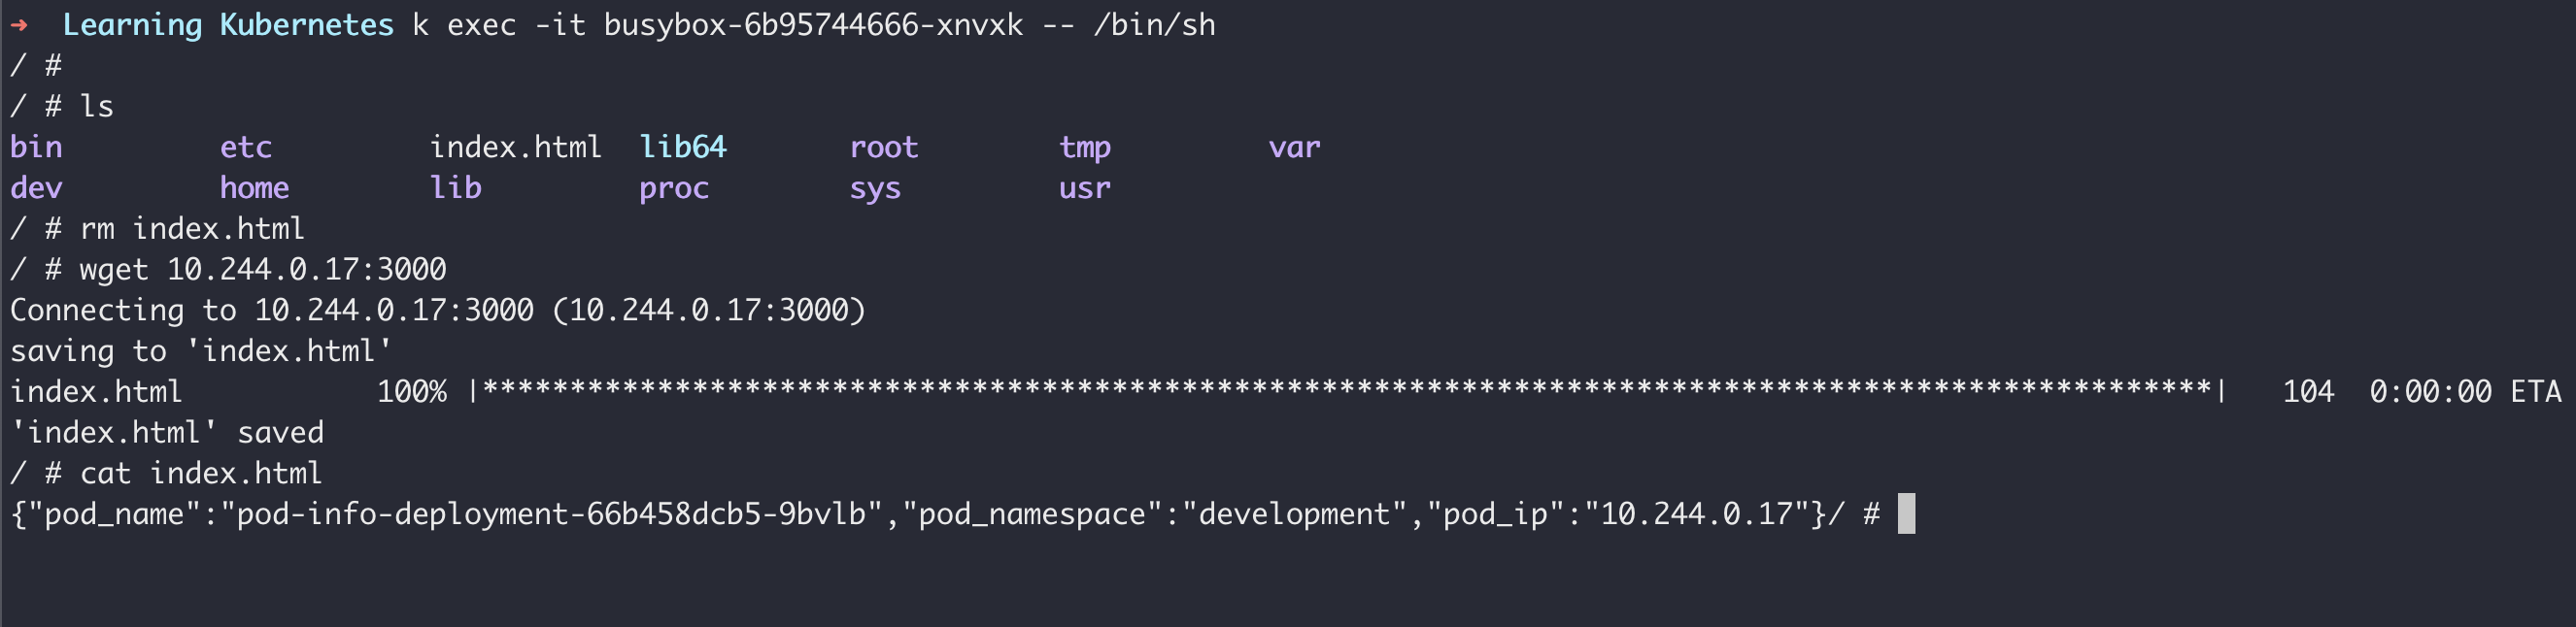 ➜ Learning Kubernetes k exec -it busybox-6b95744666-xnvxk -- /bin/sh
/ #
/ # ls
bin         etc         index.html  lib64       root        tmp         var
dev         home        lib         proc        sys         usr
/ # rm index.html
/ # wget 10.244.0.17:3000
Connecting to 10.244.0.17:3000 (10.244.0.17:3000)
saving to 'index.html'
index.html           100% |***************************************************************************************************|   104  0:00:00 ETA
'index.html' saved
/ # cat index.html
{"pod_name":"pod-info-deployment-66b458dcb5-9bvlb","pod_namespace":"development","pod_ip":"10.244.0.17"}/ #